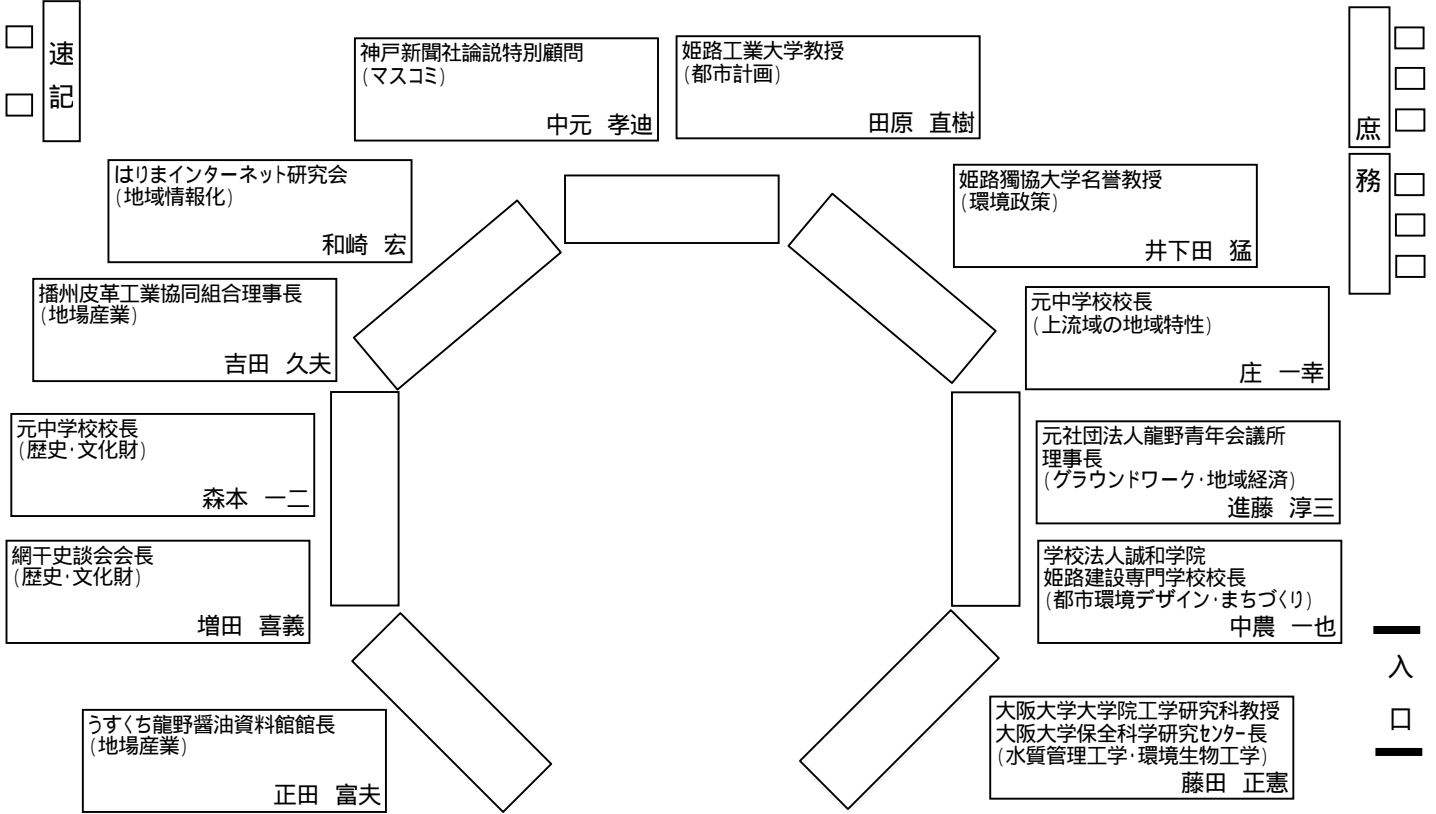 速
記
神戸新聞社論説特別顧問
(マスコミ)
中元 孝迪
姫路工業大学教授
(都市計画)
田原 直樹
庶
務
はりまインターネット研究会
(地域情報化)
和崎 宏
姫路獨協大学名誉教授
(環境政策)
井下田 猛
播州皮革工業協同組合理事長
(地場産業)
吉田 久夫
元中学校校長
(上流域の地域特性)
庄 一幸
元中学校校長
(歴史・文化財)
森本 一二
元社団法人龍野青年会議所
理事長
(グラウンドワーク・地域経済)
進藤 淳三
網干史談会会長
(歴史・文化財)
増田 喜義
学校法人誠和学院
姫路建設専門学校校長
(都市環境デザイン・まちづくり)
中農 一也
入
口
うすくち龍野醤油資料館館長
(地場産業)
正田 富夫
大阪大学大学院工学研究科教授
大阪大学保全科学研究センター長
(水質管理工学・環境生物工学)
藤田 正憲